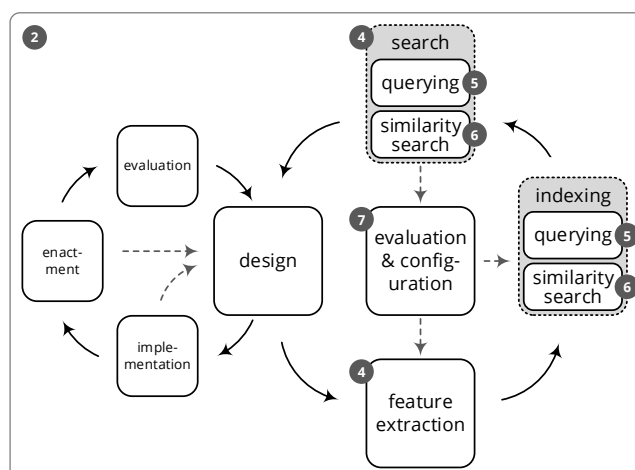 2
4
search
querying
5
similarity
search
6
evaluation
indexing
querying
5
similarity
search
6
7
evaluation
& config-
uration
design
enact-
ment
imple-
mentation
4
feature
extraction